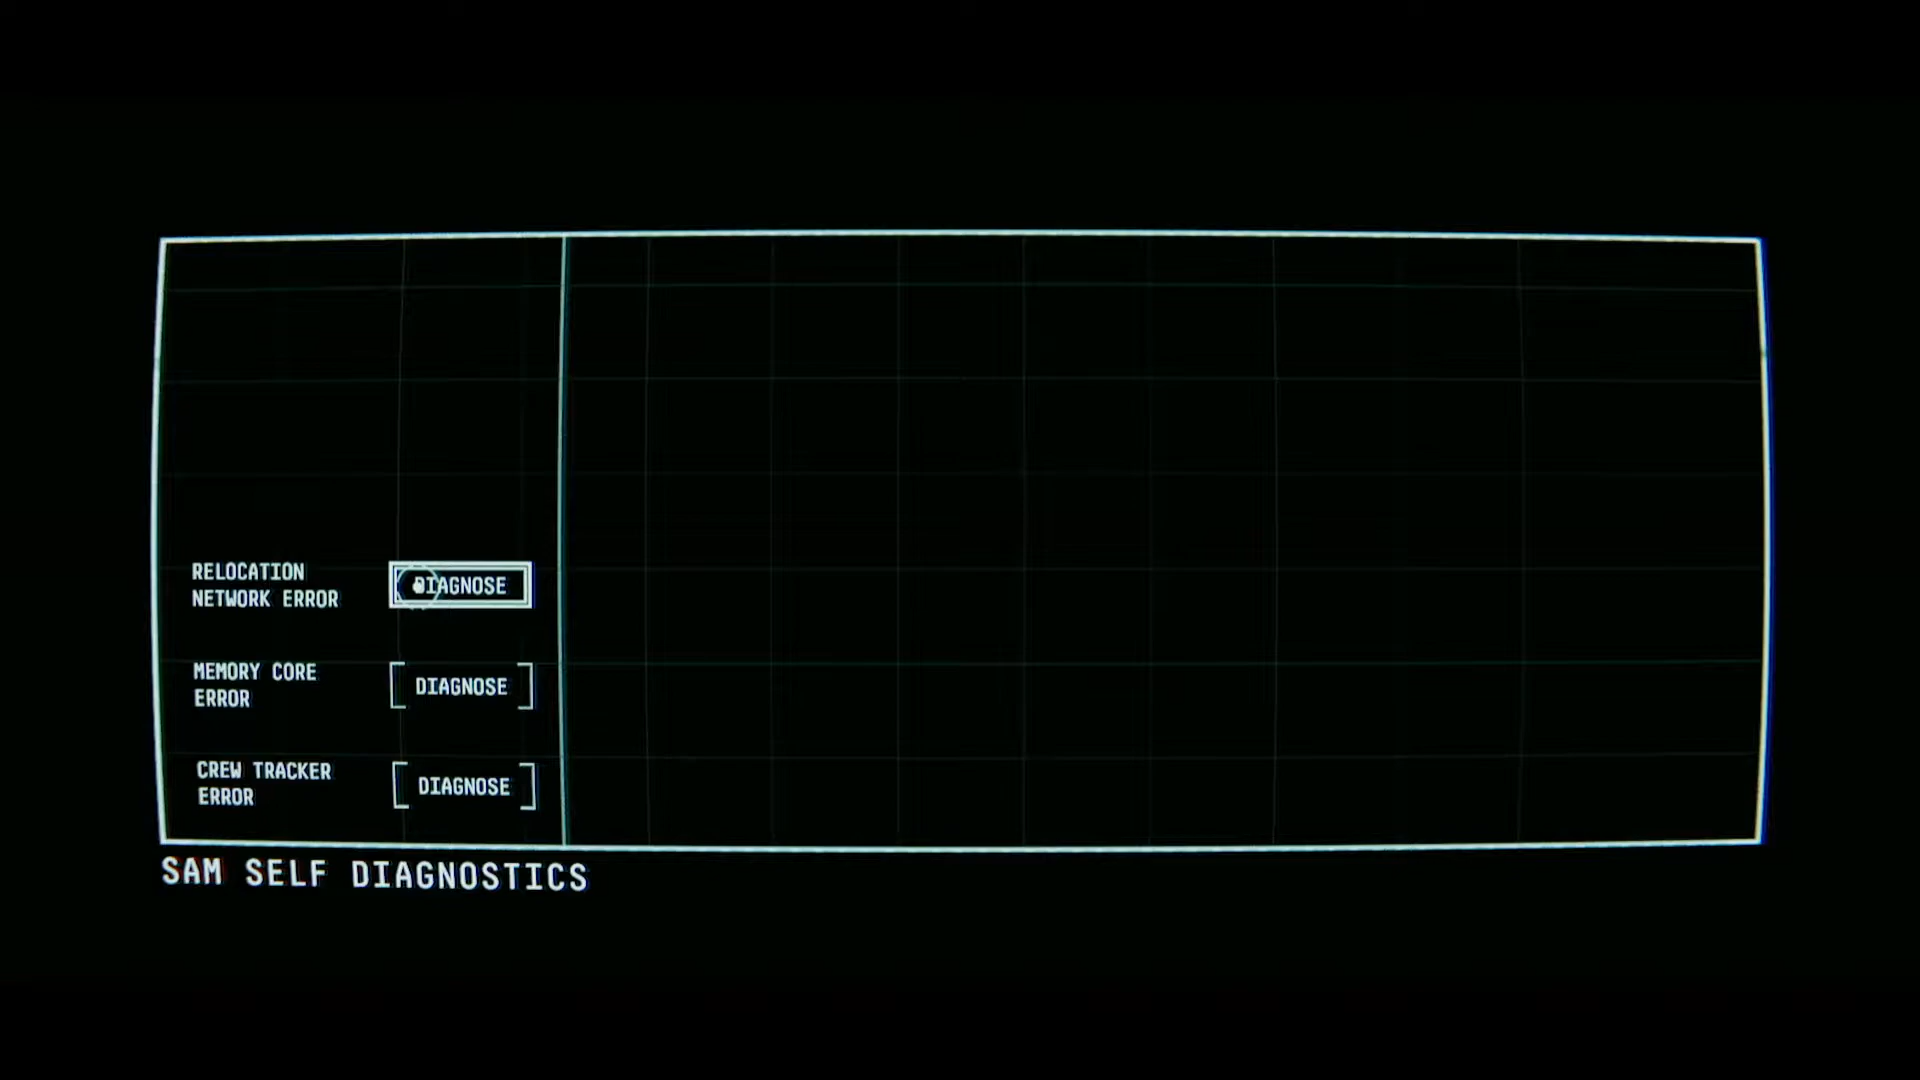 RELOCATION
NETWORK ERROR
DIAGNOSE
MEMORY CORE
ERROR
DIAGNOSE
CREW TRACKER
ERROR
DIAGNOSE
SAM SELF DIAGNOSTICS